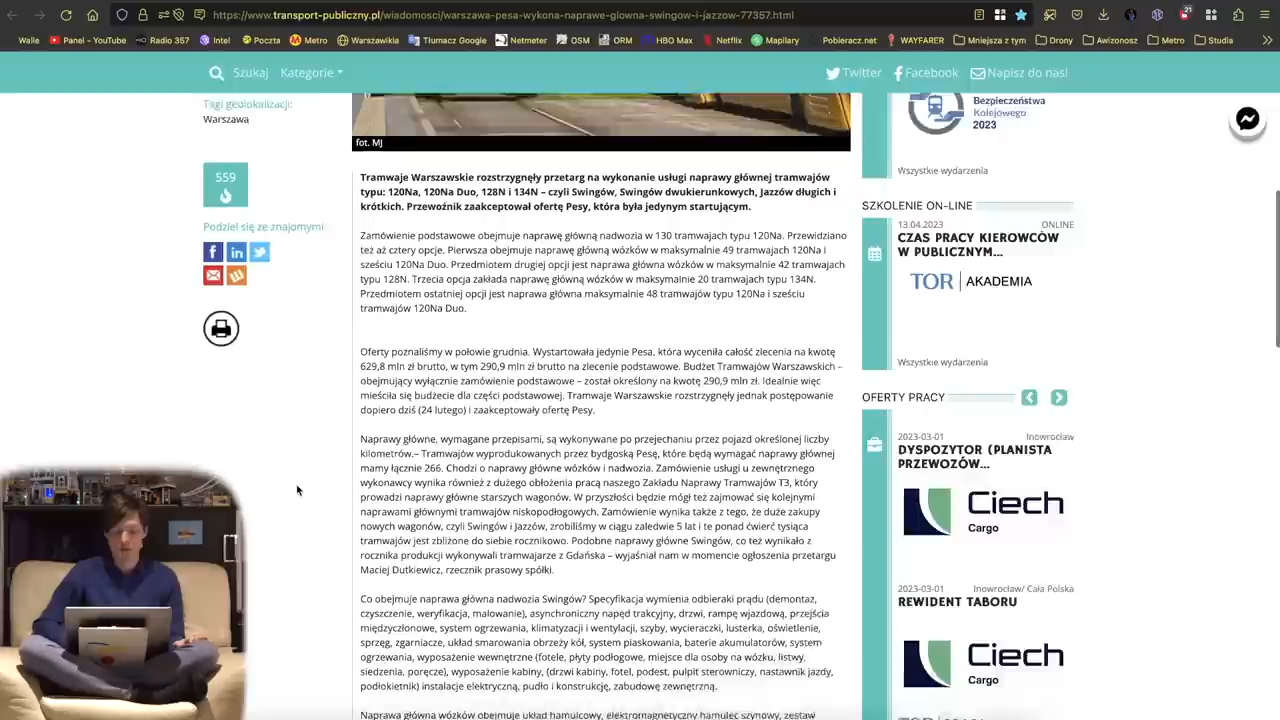 https://www.transport-publiczny.pl/wiadomosci/warszawa-pesa-wykona-naprawe-glowna-swingow-i-jazzow-77357.html
21
Walle Panel - YouTube Radio 357 Intel Poczta Metro Warszawikia Tłumacz Google Netmeter OSM ORM HBO Max Netflix Mapilary Pobieracz.net WAYFARER Mniejsza z tym Drony Awizonosz Metro Studia
Szukaj Kategorie Twitter Facebook Napisz do nas!
Tagi geolokalizacji:
Warszawa
559
Podziel się ze znajomymi
fot. MJ
Tramwaje Warszawskie rozstrzygnęły przetarg na wykonanie usługi naprawy głównej tramwajów
typu: 120Na, 120Na Duo, 128N i 134N – czyli Swingów, Swingów dwukierunkowych, Jazzów długich i
krótkich. Przewoźnik zaakceptował ofertę Pesy, która była jedynym startującym.
Zamówienie podstawowe obejmuje naprawę główną nadwozia w 130 tramwajach typu 120Na. Przewidziano
też aż cztery opcje. Pierwsza obejmuje naprawę główną wózków w maksymalnie 49 tramwajach 120Na i
sześciu 120Na Duo. Przedmiotem drugiej opcji jest naprawa główna wózków w maksymalnie 42 tramwajach
typu 128N. Trzecia opcja zakłada naprawę główną wózków w maksymalnie 20 tramwajach typu 134N.
Przedmiotem ostatniej opcji jest naprawa główna maksymalnie 48 tramwajów typu 120Na i sześciu
tramwajów 120Na Duo.
Oferty poznaliśmy w połowie grudnia. Wystartowała jedynie Pesa, która wyceniła całość zlecenia na kwotę
629,8 mln zł brutto, w tym 290,9 mln zł brutto na zlecenie podstawowe. Budżet Tramwajów Warszawskich –
obejmujący wyłącznie zamówienie podstawowe – został określony na kwotę 290,9 mln zł. Idealnie więc
mieściła się budżecie dla części podstawowej. Tramwaje Warszawskie rozstrzygnęły jednak postępowanie
dopiero dziś (24 lutego) i zaakceptowały ofertę Pesy.
Naprawy główne, wymagane przepisami, są wykonywane po przejechaniu przez pojazd określonej liczby
kilometrów.– Tramwajów wyprodukowanych przez bydgoską Pesę, które będą wymagać naprawy głównej
mamy łącznie 266. Chodzi o naprawy główne wózków i nadwozia. Zamówienie usługi u zewnętrznego
wykonawcy wynika również z dużego obłożenia pracą naszego Zakładu Naprawy Tramwajów T3, który
prowadzi naprawy główne starszych wagonów. W przyszłości będzie mógł też zajmować się kolejnymi
naprawami głównymi tramwajów niskopodłogowych. Zamówienie wynika także z tego, że duże zakupy
nowych wagonów, czyli Swingów i Jazzów, zrobiliśmy w ciągu zaledwie 5 lat i te ponad ćwierć tysiąca
tramwajów jest zbliżone do siebie rocznikowo. Podobne naprawy główne Swingów, co też wynikało z
rocznika produkcji wykonywali tramwajarze z Gdańska – wyjaśniał nam w momencie ogłoszenia przetargu
Maciej Dutkiewicz, rzecznik prasowy spółki.
Co obejmuje naprawa główna nadwozia Swingów? Specyfikacja wymienia odbieraki prądu (demontaż,
czyszczenie, weryfikacja, malowanie), asynchroniczny napęd trakcyjny, drzwi, rampę wjazdową, przejścia
międzyczłonowe, system ogrzewania, klimatyzacji i wentylacji, szyby, wycieraczki, lusterka, oświetlenie,
sprzęg, zgarniacze, układ smarowania obrzeży kół, system piaskowania, baterie akumulatorów, system
ogrzewania, wyposażenie wewnętrzne (fotele, płyty podłogowe, miejsce dla osoby na wózku, listwy,
siedzenia, poręcze), wyposażenie kabiny, (drzwi kabiny, fotel, podest, pulpit sterowniczy, nastawnik jazdy,
podłokietnik) instalacje elektryczną, pudło i konstrukcję, zabudowę zewnętrzną.
Naprawa główna wózków obejmuje układ hamulcowy, elektromagnetyczny hamulec szynowy, zestaw
Bezpieczeństwa
Kolejowego
2023
Wszystkie wydarzenia
SZKOLENIE ON-LINE
13.04.2023 ONLINE
CZAS PRACY KIEROWCÓW
W PUBLICZNYM...
TOR AKADEMIA
Wszystkie wydarzenia
OFERTY PRACY
2023-03-01 Inowrocław
DYSPOZYTOR (PLANISTA
PRZEWOZÓW...
Ciech
Cargo
2023-03-01 Inowrocław/ Cała Polska
REWIDENT TABORU
Ciech
Cargo